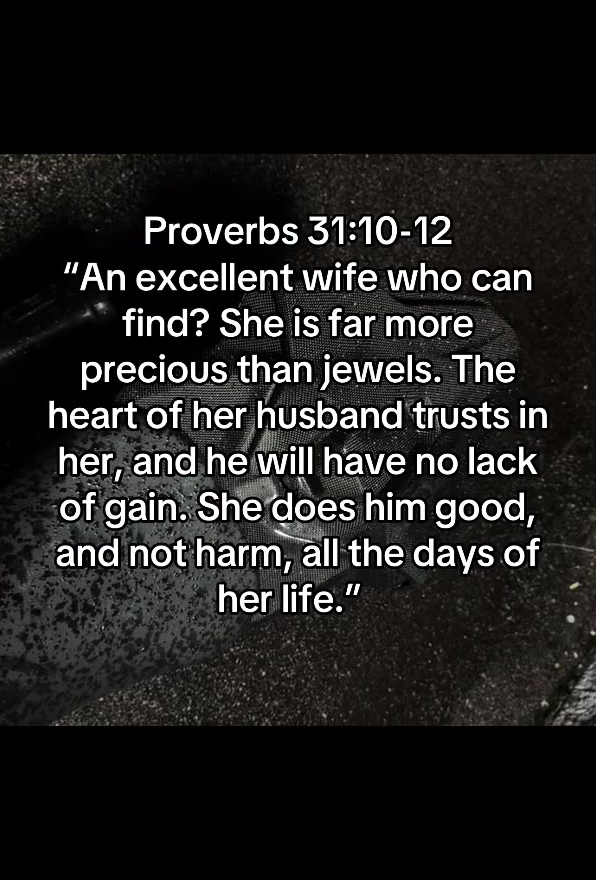 Proverbs 31:10-12
“An excellent wife who can
find? She is far more
precious than jewels. The
heart of her husband trusts in
her, and he will have no lack
of gain. She does him good,
and not harm, all the days of
her life.”